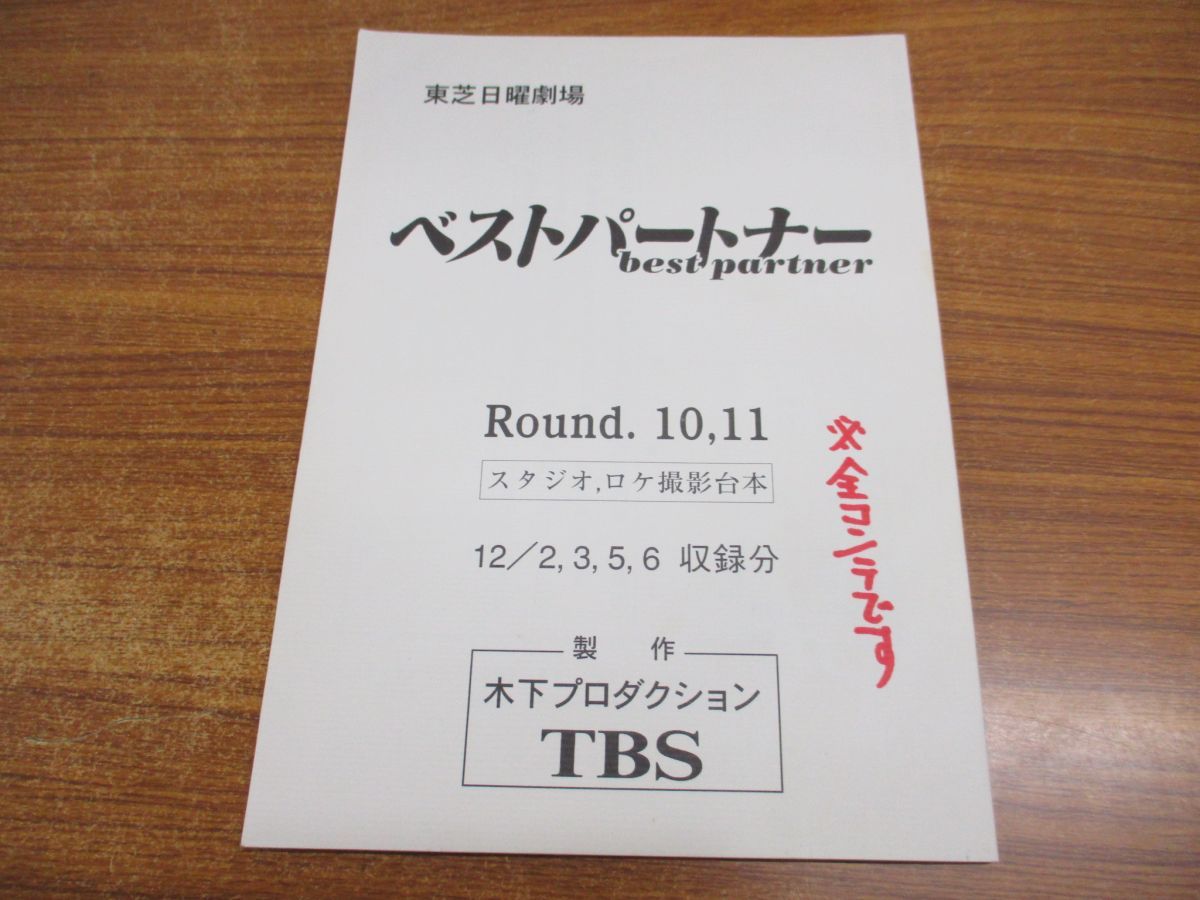 東芝日曜劇場
ベストパートナー
best partner
Round. 10,11
スタジオ,ロケ撮影台本
12/2, 3, 5, 6 収録分
製 作
木下プロダクション
TBS
全コンテです